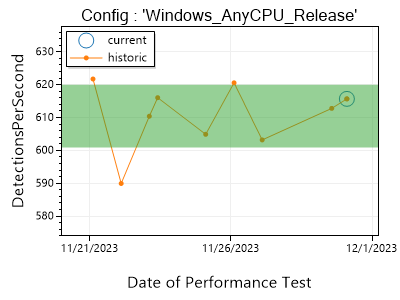 Config : 'Windows_AnyCPU_Release'
current
historic
DetectionsPerSecond
630
620
610
600
590
580
11/21/2023
11/26/2023
12/1/2023
Date of Performance Test